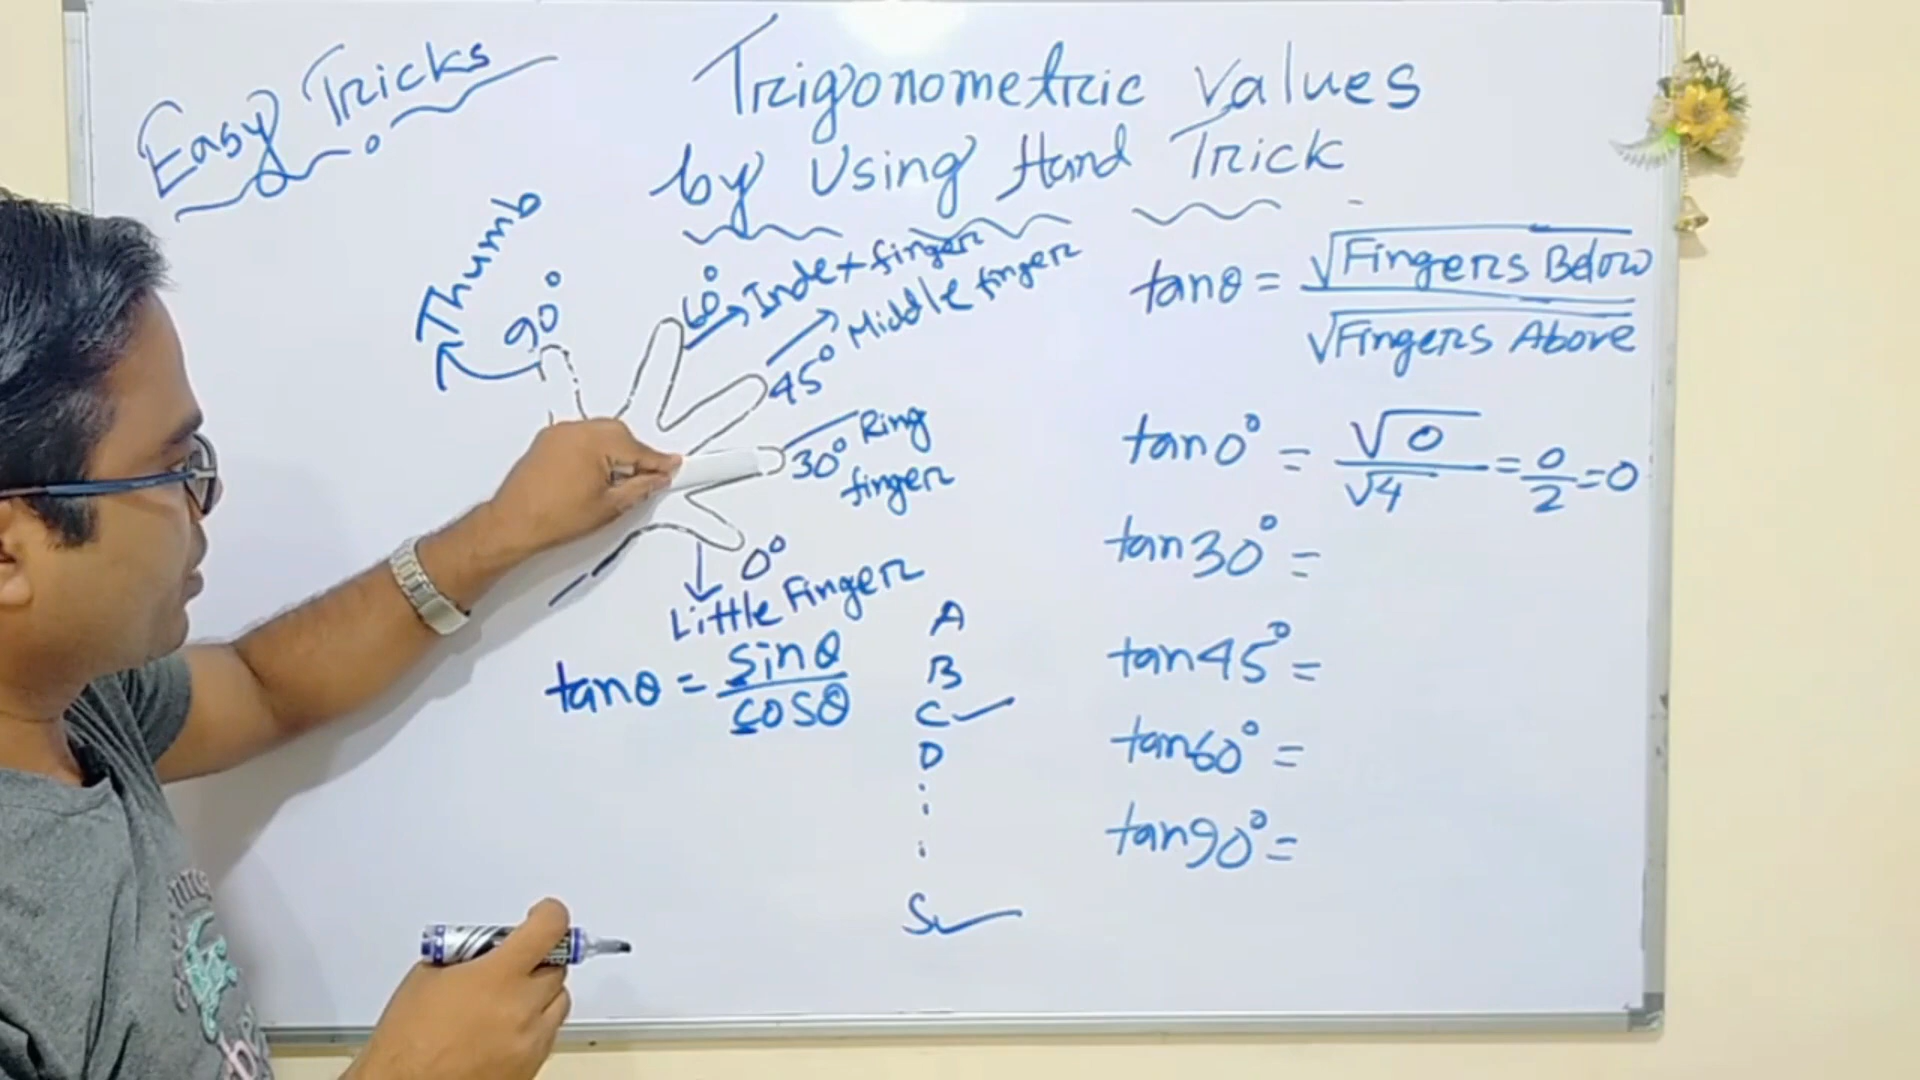 Easy Tricks
Trigonometric Values
by Using Hand Trick
Thumb
90°
60° Index finger
45° Middle finger
30° Ring
finger
0°
Little Finger
tanθ = sinθ
cosθ
A
B
C
D
:
:
S
tanθ = √Fingers Below
√Fingers Above
tan0° = √0 = 0 = 0
√4 2
tan30° =
tan45° =
tan60° =
tan90° =